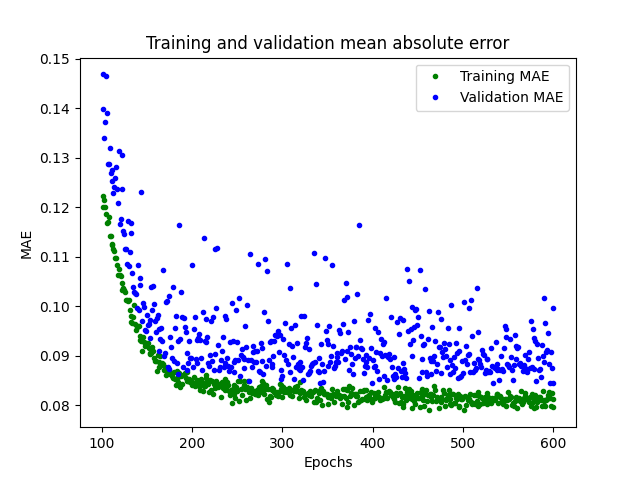 Training and validation mean absolute error
0.15
0.14
0.13
0.12
0.11
0.10
0.09
0.08
MAE
Training MAE
Validation MAE
100
200
300
400
500
600
Epochs